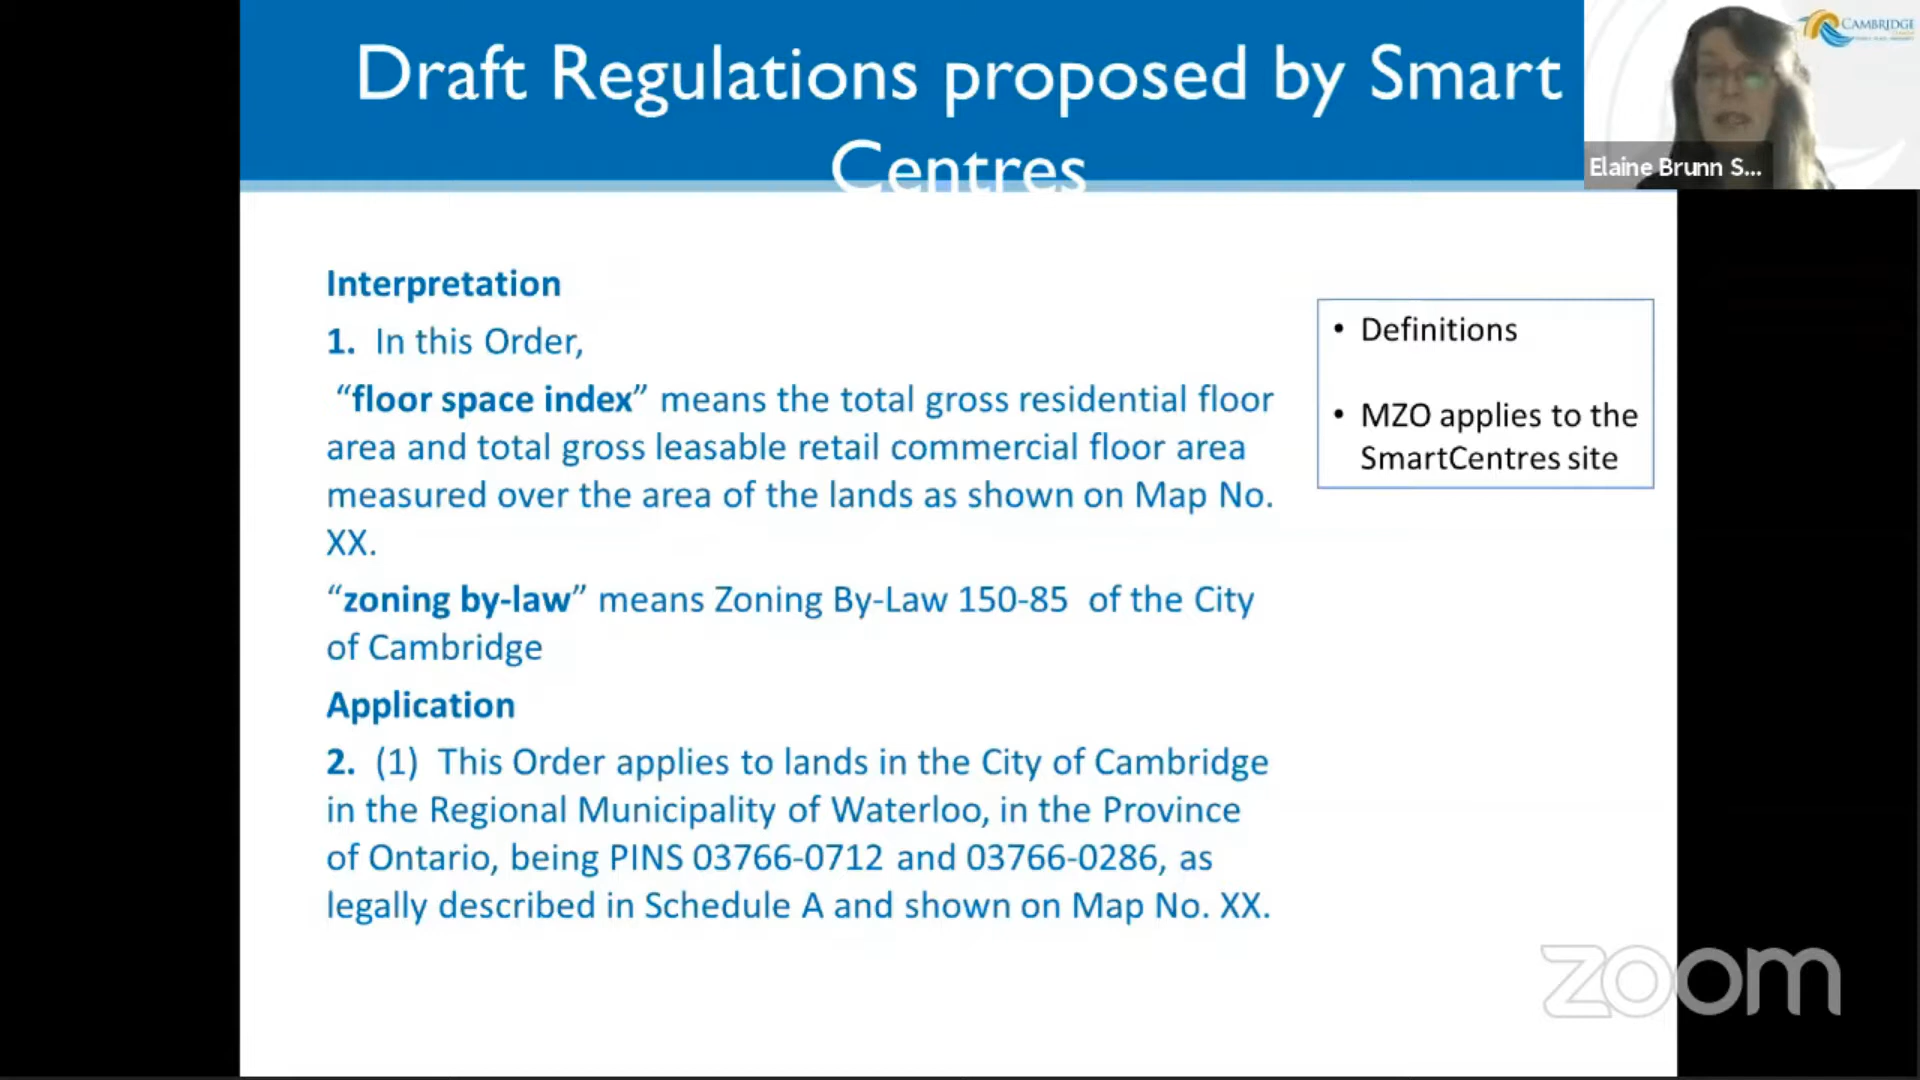 Draft Regulations proposed by Smart
Centres
CAMBRIDGE
Elaine Brunn S...
Interpretation
1. In this Order,
“floor space index” means the total gross residential floor
area and total gross leasable retail commercial floor area
measured over the area of the lands as shown on Map No.
XX.
“zoning by-law” means Zoning By-Law 150-85 of the City
of Cambridge
Application
2. (1) This Order applies to lands in the City of Cambridge
in the Regional Municipality of Waterloo, in the Province
of Ontario, being PINS 03766-0712 and 03766-0286, as
legally described in Schedule A and shown on Map No. XX.
• Definitions
• MZO applies to the
SmartCentres site
zoom